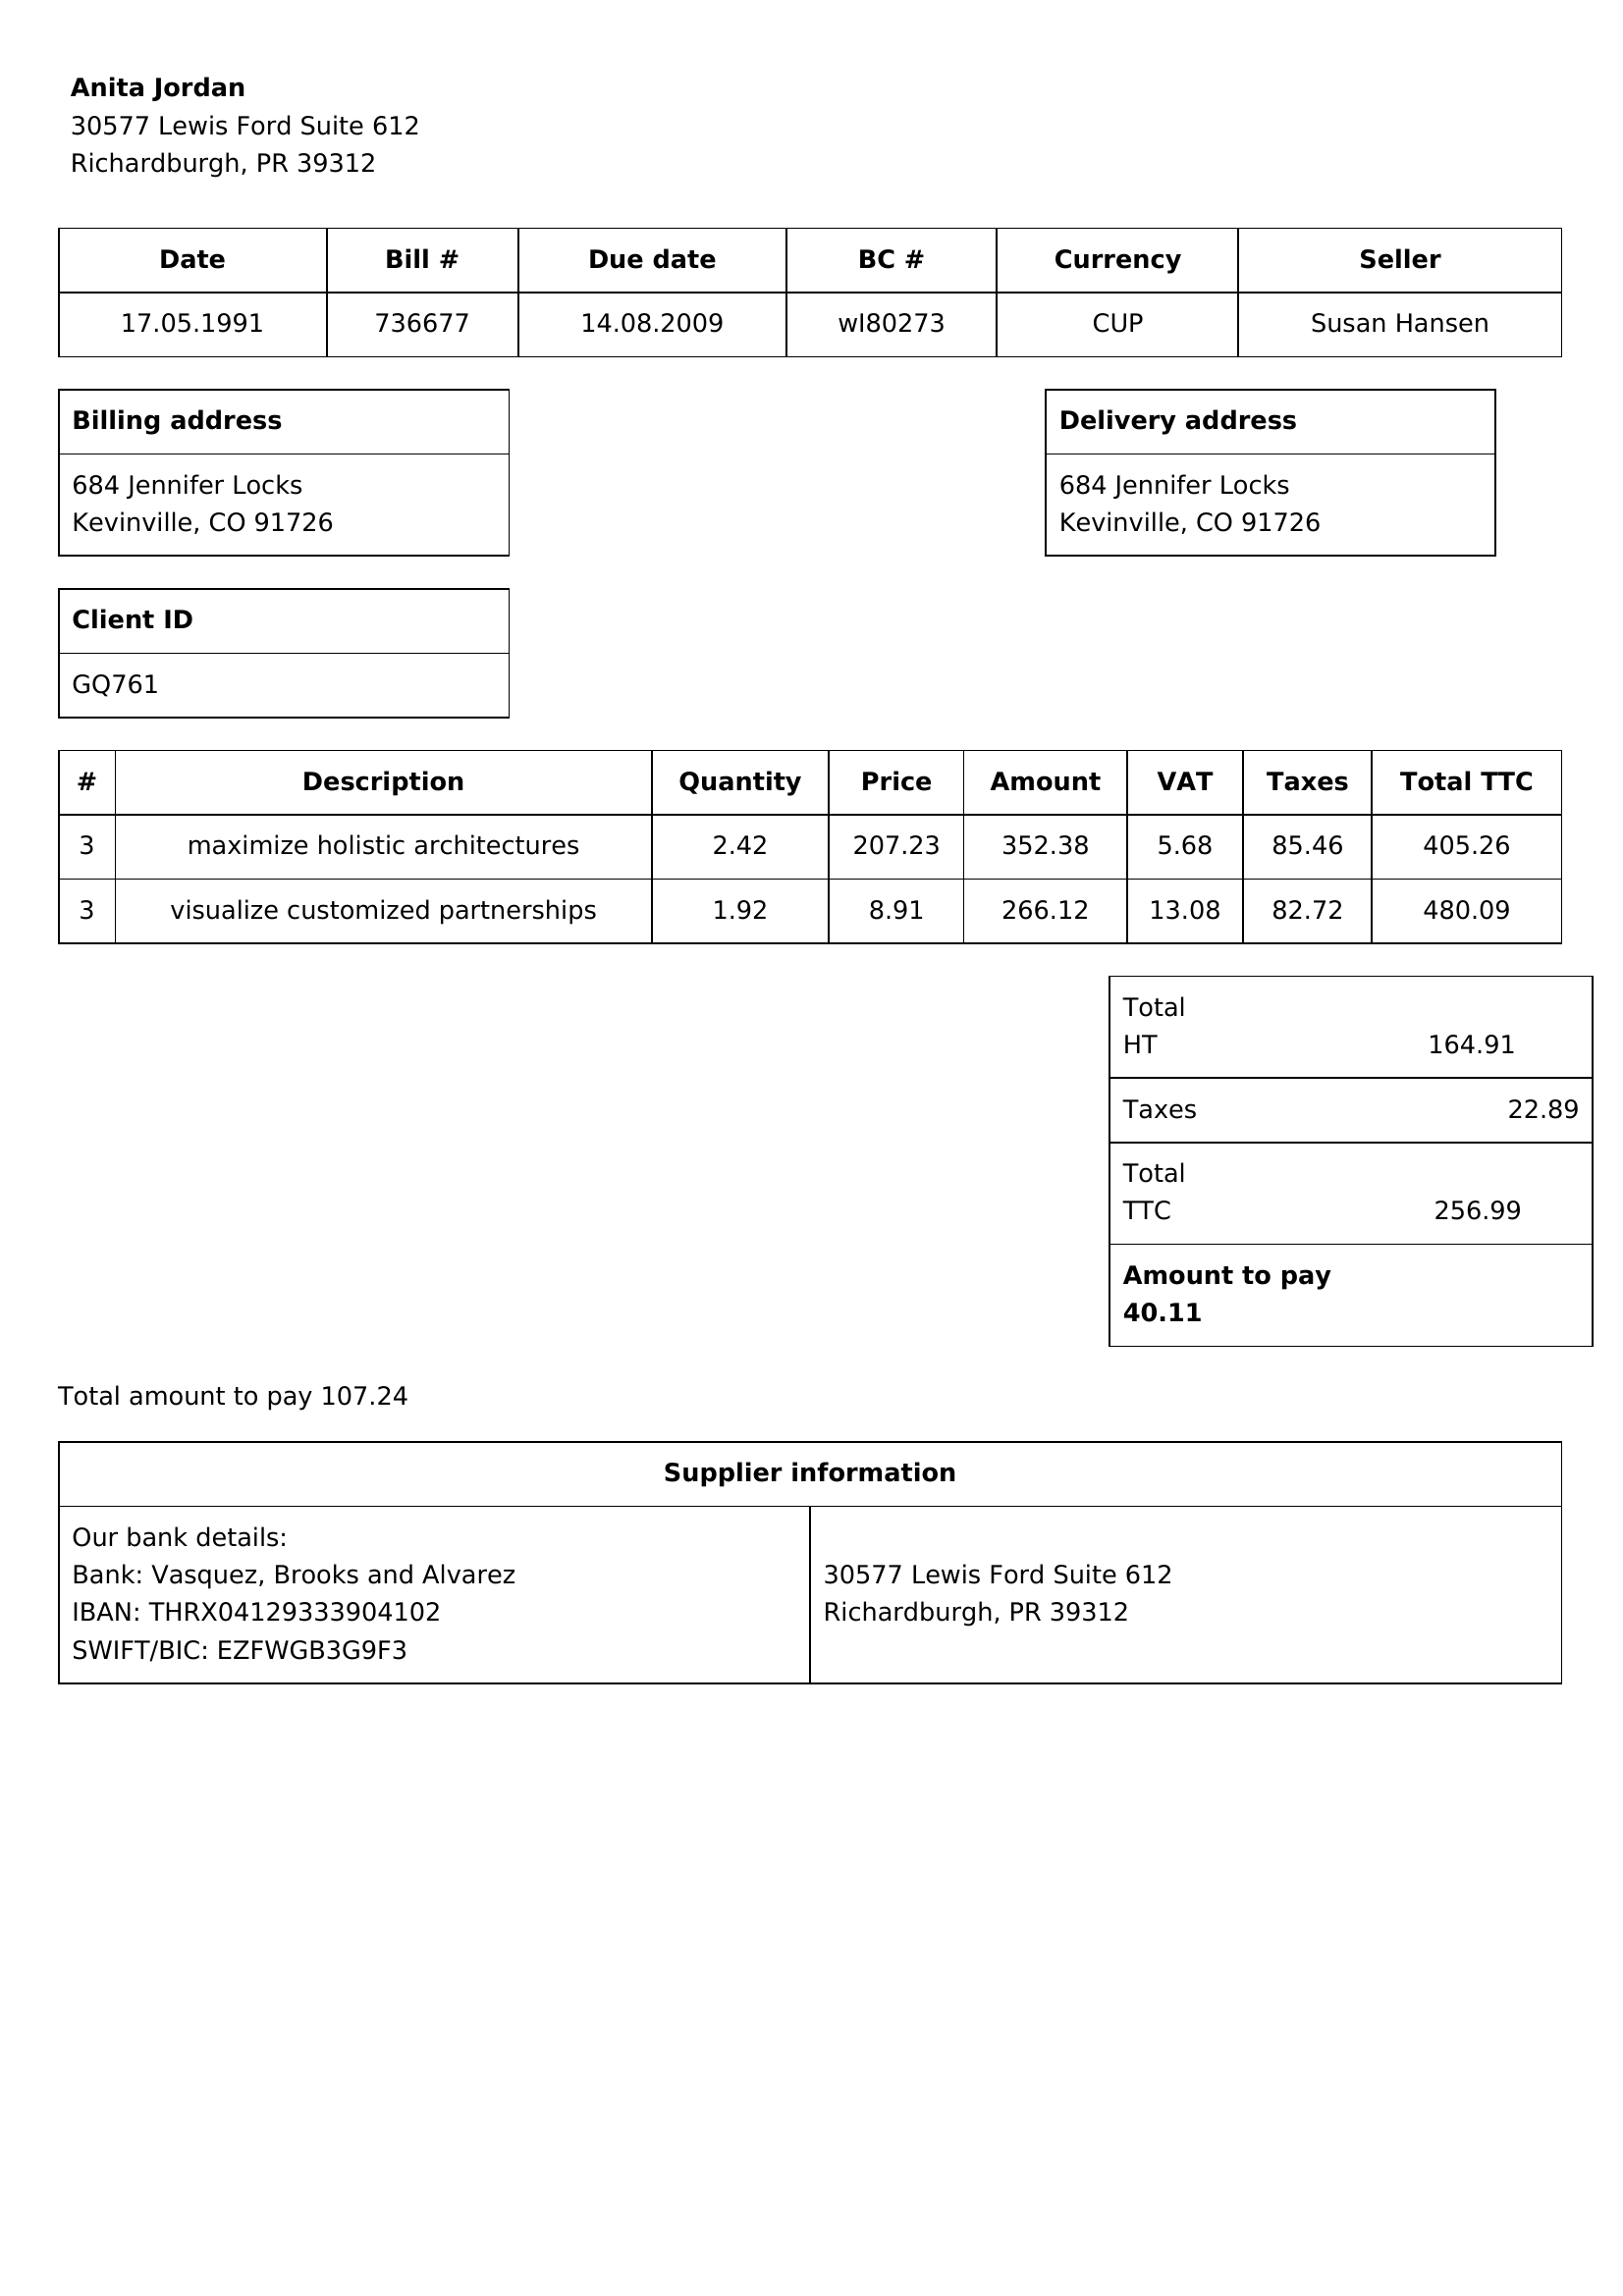 Anita Jordan
30577 Lewis Ford Suite 612
Richardburgh, PR 39312
Date Bill # Due date BC # Currency Seller
17.05.1991 736677 14.08.2009 wl80273 CUP Susan Hansen
Billing address
684 Jennifer Locks
Kevinville, CO 91726
Delivery address
684 Jennifer Locks
Kevinville, CO 91726
Client ID
GQ761
# Description Quantity Price Amount VAT Taxes Total TTC
3 maximize holistic architectures 2.42 207.23 352.38 5.68 85.46 405.26
3 visualize customized partnerships 1.92 8.91 266.12 13.08 82.72 480.09
Total
HT 164.91
Taxes 22.89
Total
TTC 256.99
Amount to pay
40.11
Total amount to pay 107.24
Supplier information
Our bank details:
Bank: Vasquez, Brooks and Alvarez
IBAN: THRX04129333904102
SWIFT/BIC: EZFWGB3G9F3
30577 Lewis Ford Suite 612
Richardburgh, PR 39312